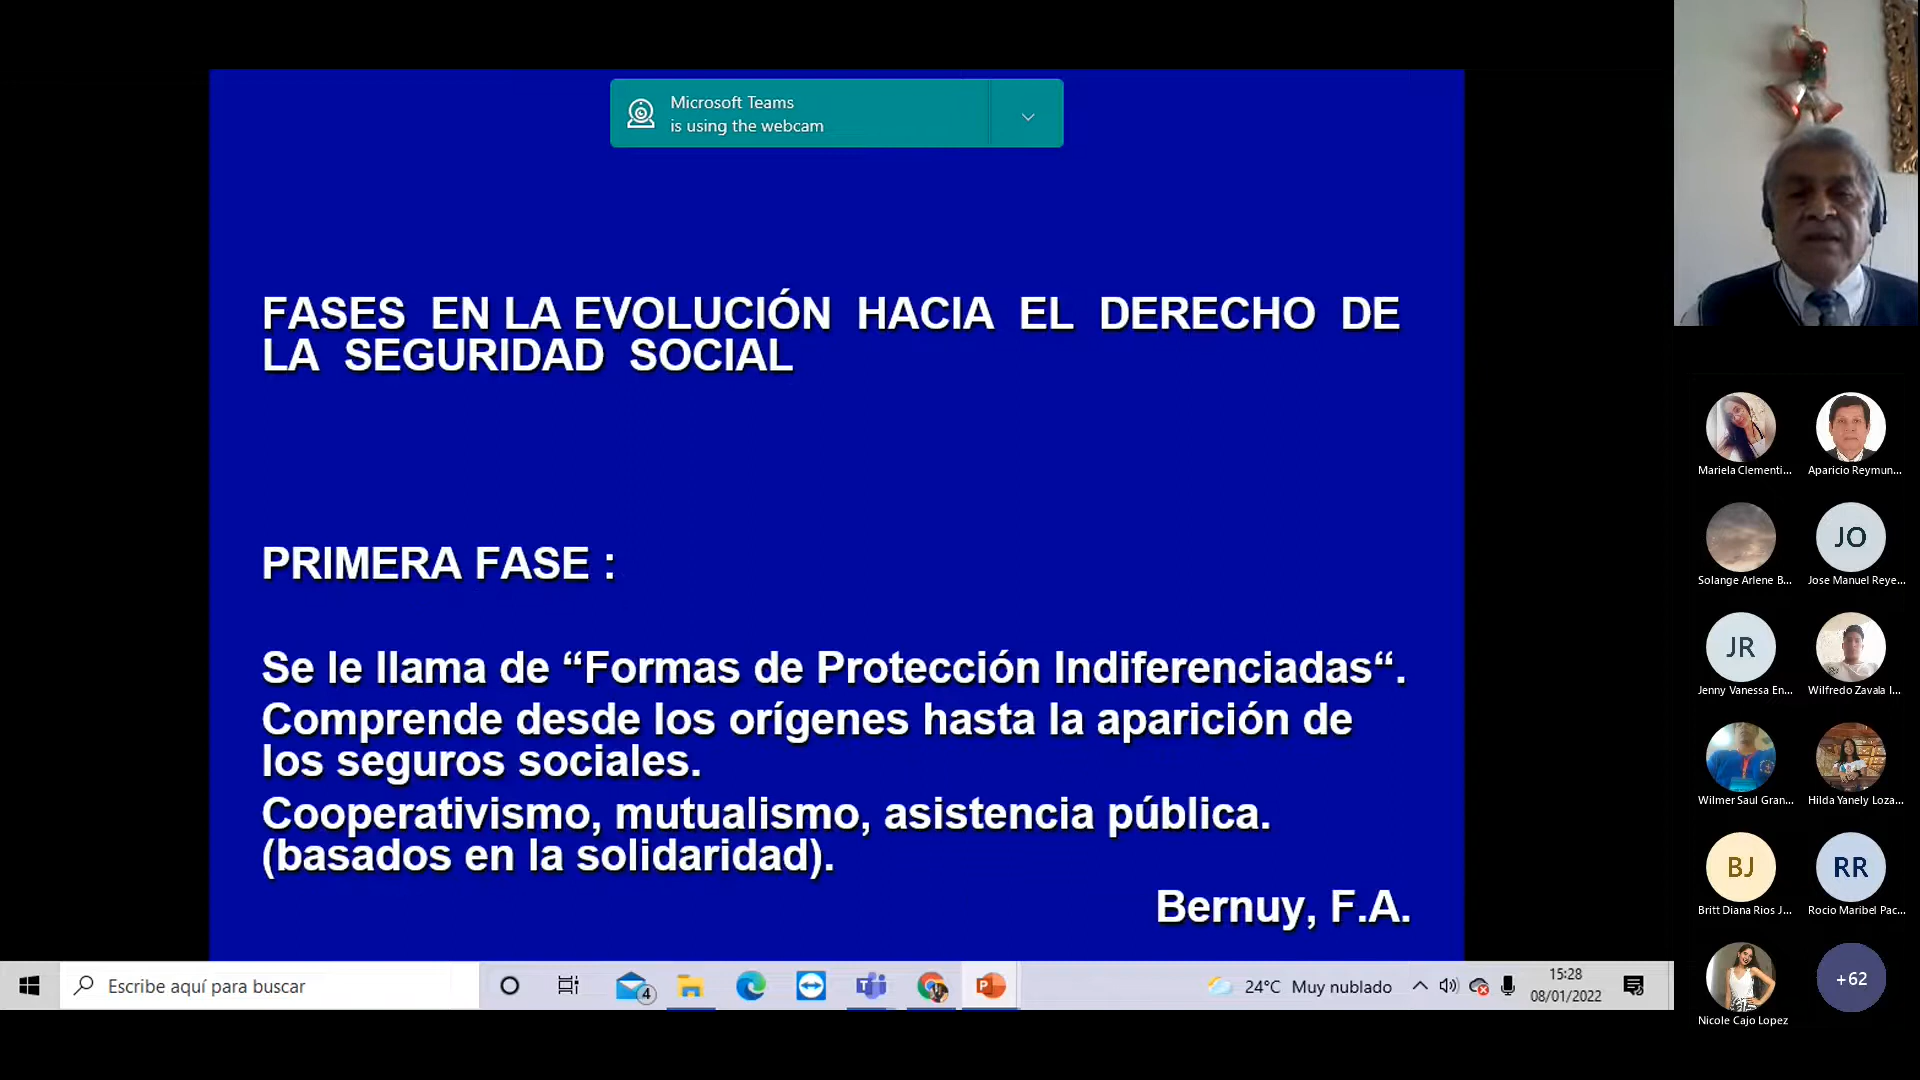 Microsoft Teams
is using the webcam
FASES EN LA EVOLUCIÓN HACIA EL DERECHO DE
LA SEGURIDAD SOCIAL
PRIMERA FASE :
Se le llama de “Formas de Protección Indiferenciadas“.
Comprende desde los orígenes hasta la aparición de
los seguros sociales.
Cooperativismo, mutualismo, asistencia pública.
(basados en la solidaridad).
Bernuy, F.A.
Mariela Clementi...
Aparicio Reymun...
Solange Arlene B...
JO
Jose Manuel Reye...
JR
Jenny Vanessa En...
Wilfredo Zavala I...
Wilmer Saul Gran...
Hilda Yanely Loza...
BJ
Britt Diana Rios J...
RR
Rocio Maribel Pac...
Nicole Cajo Lopez
+62
Escribe aquí para buscar
4
24°C Muy nublado
15:28
08/01/2022